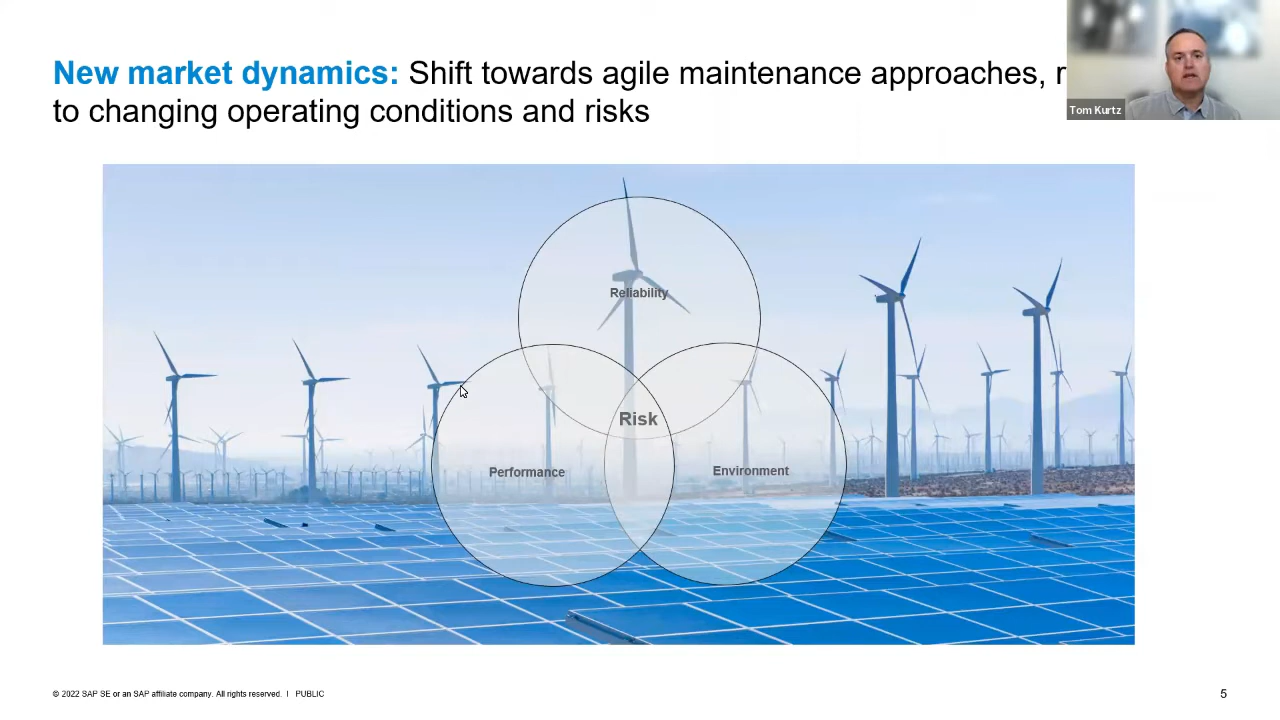 New market dynamics: Shift towards agile maintenance approaches,
to changing operating conditions and risks
Tom Kurtz
Reliability
Risk
Performance
Environment
© 2022 SAP SE or an SAP affiliate company. All rights reserved. I PUBLIC
5